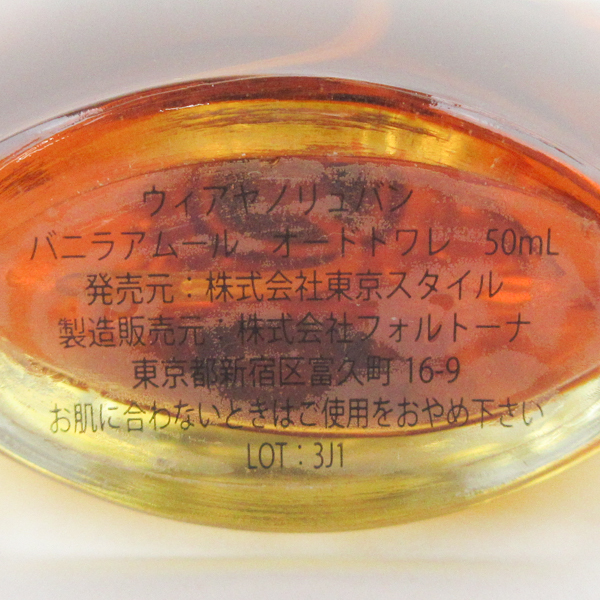 ウィアヤノリュバン
バニラアムール オードトワレ 50mL
発売元：株式会社東京スタイル
製造販売元：株式会社フォルトーナ
東京都新宿区富久町 16-9
お肌に合わないときはご使用をおやめ下さい
LOT：3J1